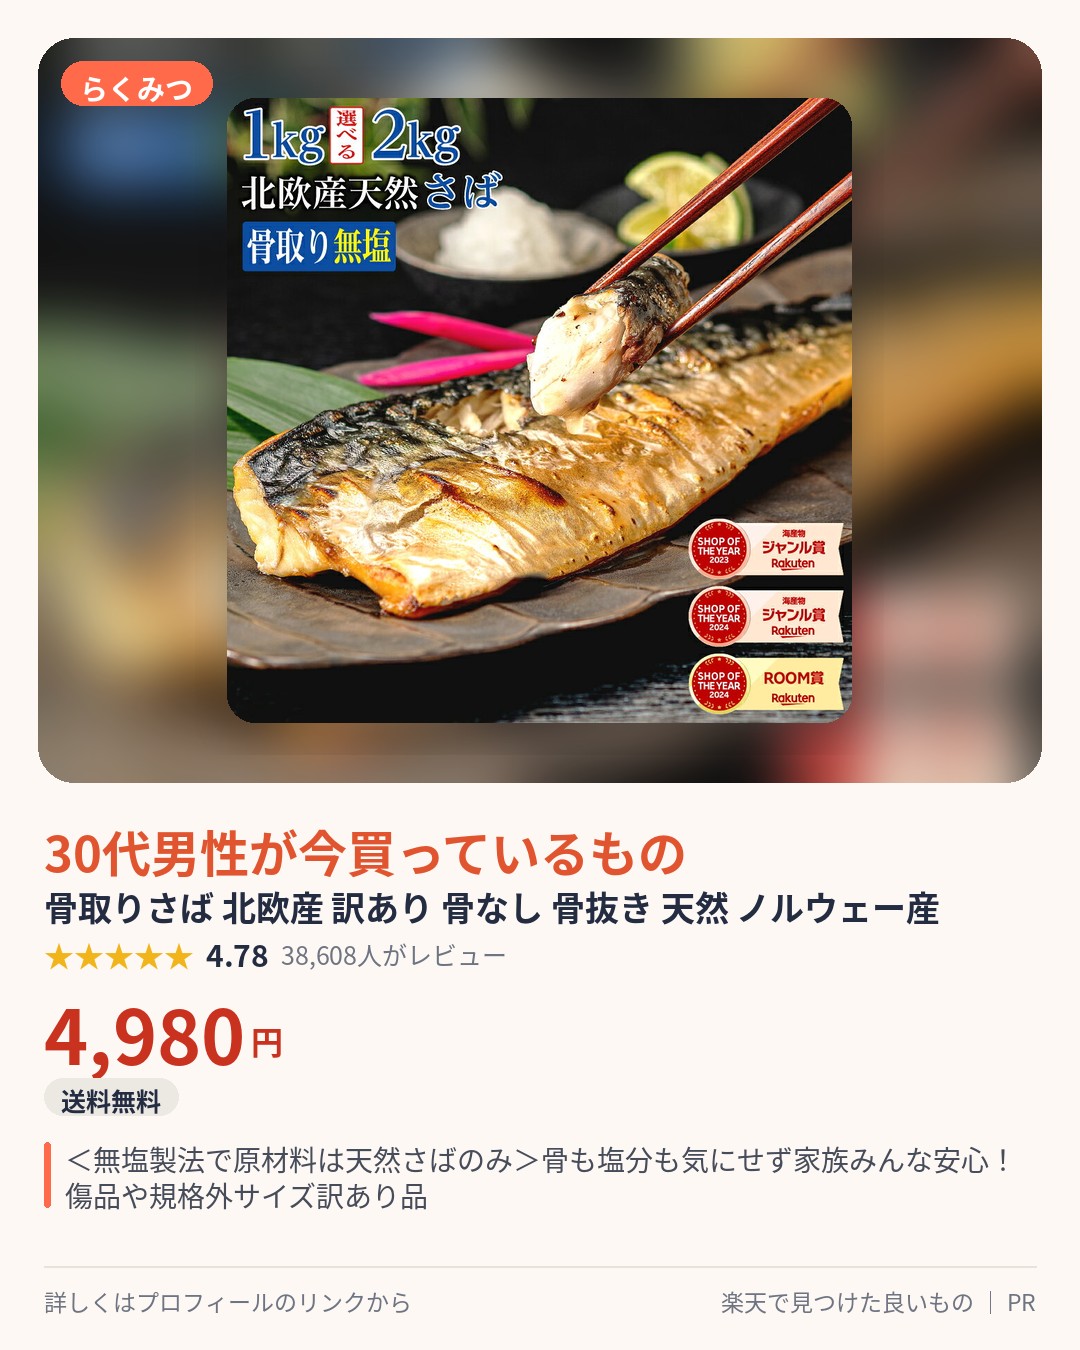 らくみつ
1kg 選べる 2kg
北欧産天然さば
骨取り無塩
SHOP OF THE YEAR 2023
海産物
ジャンル賞
Rakuten
SHOP OF THE YEAR 2024
海産物
ジャンル賞
Rakuten
SHOP OF THE YEAR 2024
ROOM賞
Rakuten
30代男性が今買っているもの
骨取りさば 北欧産 訳あり 骨なし 骨抜き 天然 ノルウェー産
★★★★★ 4.78 38,608人がレビュー
4,980円
送料無料
＜無塩製法で原材料は天然さばのみ＞骨も塩分も気にせず家族みんな安心！
傷品や規格外サイズ訳あり品
詳しくはプロフィールのリンクから
楽天で見つけた良いもの｜PR